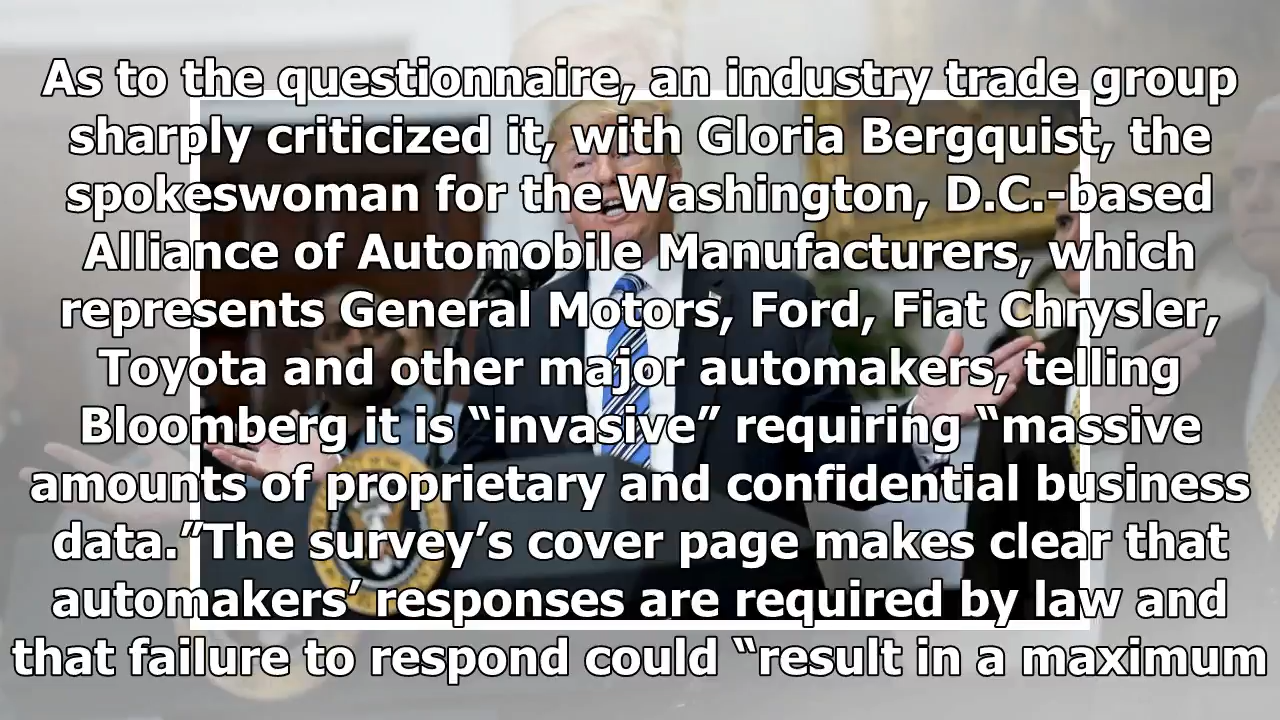 As to the questionnaire, an industry trade group
sharply criticized it, with Gloria Bergquist, the
spokeswoman for the Washington, D.C.-based
Alliance of Automobile Manufacturers, which
represents General Motors, Ford, Fiat Chrysler,
Toyota and other major automakers, telling
Bloomberg it is “invasive” requiring “massive
amounts of proprietary and confidential business
data.”The survey’s cover page makes clear that
automakers’ responses are required by law and
that failure to respond could “result in a maximum